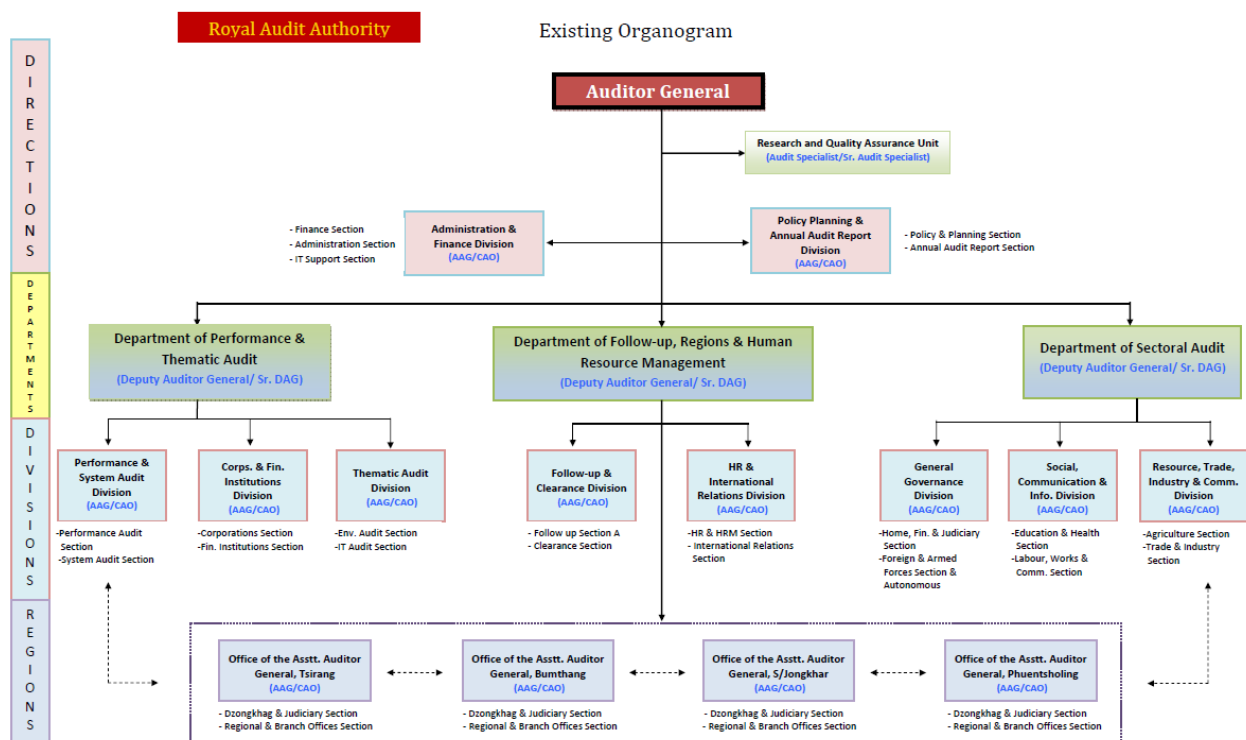 Royal Audit Authority
Existing Organogram
DIRECTIONS
Auditor General
Research and Quality Assurance Unit
(Audit Specialist/Sr. Audit Specialist)
- Finance Section
- Administration Section
- IT Support Section
Administration &
Finance Division
(AAG/CAO)
Policy Planning &
Annual Audit Report
Division
(AAG/CAO)
- Policy & Planning Section
- Annual Audit Report Section
DEPARTMENTS
Department of Performance &
Thematic Audit
(Deputy Auditor General/ Sr. DAG)
Department of Follow-up, Regions & Human
Resource Management
(Deputy Auditor General/ Sr. DAG)
Department of Sectoral Audit
(Deputy Auditor General/ Sr. DAG)
DIVISIONS
Performance &
System Audit
Division
(AAG/CAO)
-Performance Audit
Section
-System Audit Section
Corps. & Fin.
Institutions
Division
(AAG/CAO)
-Corporations Section
-Fin. Institutions Section
Thematic Audit
Division
(AAG/CAO)
-Env. Audit Section
-IT Audit Section
Follow-up &
Clearance Division
(AAG/CAO)
- Follow up Section A
- Clearance Section
HR &
International
Relations Division
(AAG/CAO)
-HR & HRM Section
- International Relations
Section
General
Governance
Division
(AAG/CAO)
-Home, Fin. & Judiciary
Section
-Foreign & Armed
Forces Section &
Autonomous
Social,
Communication &
Info. Division
(AAG/CAO)
-Education & Health
Section
-Labour, Works &
Comm. Section
Resource, Trade,
Industry & Comm.
Division
(AAG/CAO)
-Agriculture Section
-Trade & Industry
Section
REGIONS
Office of the Asstt. Auditor
General, Tsirang
(AAG/CAO)
- Dzongkhag & Judiciary Section
- Regional & Branch Offices Section
Office of the Asstt. Auditor
General, Bumthang
(AAG/CAO)
- Dzongkhag & Judiciary Section
- Regional & Branch Offices Section
Office of the Asstt. Auditor
General, S/Jongkhar
(AAG/CAO)
- Dzongkhag & Judiciary Section
- Regional & Branch Offices Section
Office of the Asstt. Auditor
General, Phuentsholing
(AAG/CAO)
- Dzongkhag & Judiciary Section
- Regional & Branch Offices Section